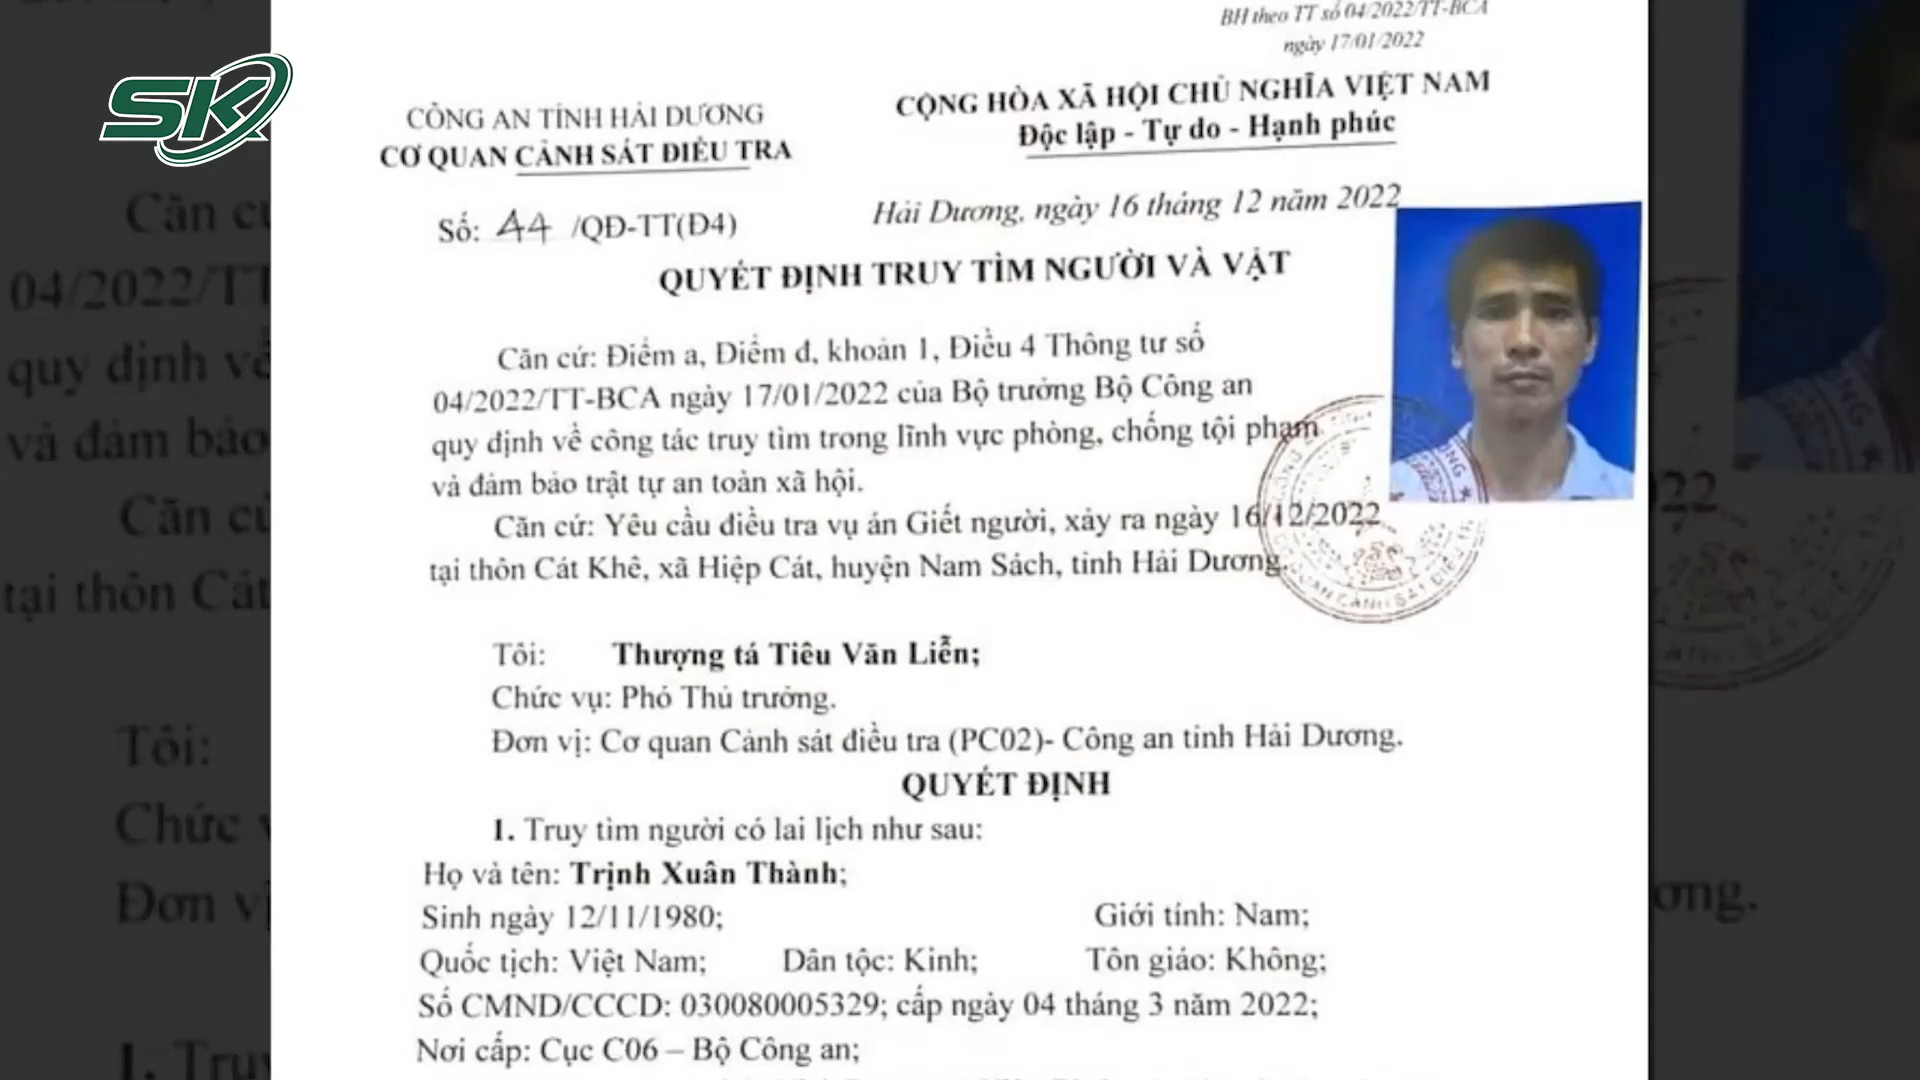 BH theo TT số 04/2022/TT-BCA
ngày 17/01/2022
SK
CÔNG AN TỈNH HẢI DƯƠNG
CƠ QUAN CẢNH SÁT ĐIỀU TRA
CỘNG HÒA XÃ HỘI CHỦ NGHĨA VIỆT NAM
Độc lập - Tự do - Hạnh phúc
Số: 44 /QĐ-TT(Đ4)
Hải Dương, ngày 16 tháng 12 năm 2022
QUYẾT ĐỊNH TRUY TÌM NGƯỜI VÀ VẬT
Căn cứ: Điểm a, Điểm đ, khoản 1, Điều 4 Thông tư số
04/2022/TT-BCA ngày 17/01/2022 của Bộ trưởng Bộ Công an
quy định về công tác truy tìm trong lĩnh vực phòng, chống tội phạm
và đảm bảo trật tự an toàn xã hội.
Căn cứ: Yêu cầu điều tra vụ án Giết người, xảy ra ngày 16/12/2022
tại thôn Cát Khê, xã Hiệp Cát, huyện Nam Sách, tỉnh Hải Dương.
Tôi: Thượng tá Tiêu Văn Liễn;
Chức vụ: Phó Thủ trưởng.
Đơn vị: Cơ quan Cảnh sát điều tra (PC02)- Công an tỉnh Hải Dương.
QUYẾT ĐỊNH
1. Truy tìm người có lai lịch như sau:
Họ và tên: Trịnh Xuân Thành;
Sinh ngày 12/11/1980; Giới tính: Nam;
Quốc tịch: Việt Nam; Dân tộc: Kinh; Tôn giáo: Không;
Số CMND/CCCD: 030080005329; cấp ngày 04 tháng 3 năm 2022;
Nơi cấp: Cục C06 – Bộ Công an;